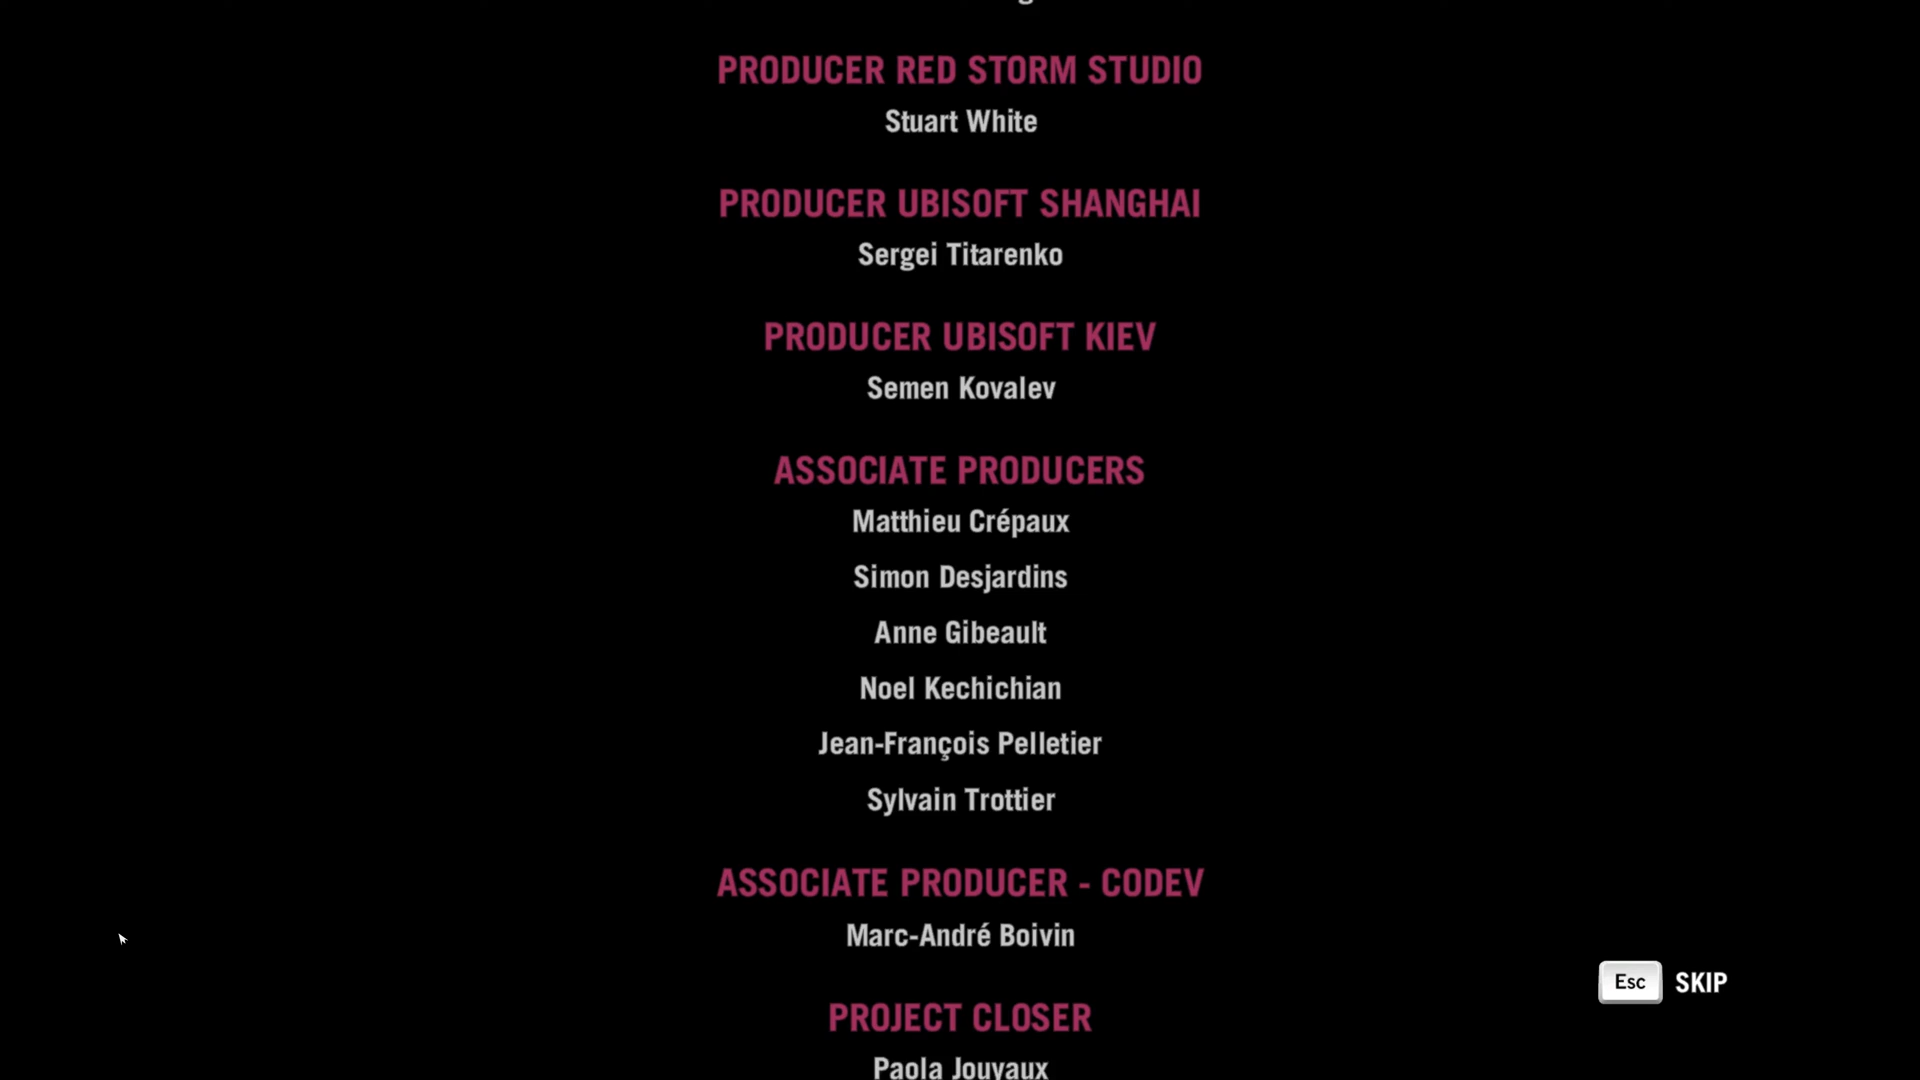 PRODUCER RED STORM STUDIO
Stuart White
PRODUCER UBISOFT SHANGHAI
Sergei Titarenko
PRODUCER UBISOFT KIEV
Semen Kovalev
ASSOCIATE PRODUCERS
Matthieu Crépaux
Simon Desjardins
Anne Gibeault
Noel Kechichian
Jean-François Pelletier
Sylvain Trottier
ASSOCIATE PRODUCER - CODEV
Marc-André Boivin
Esc SKIP
PROJECT CLOSER
Paola Jouyaux